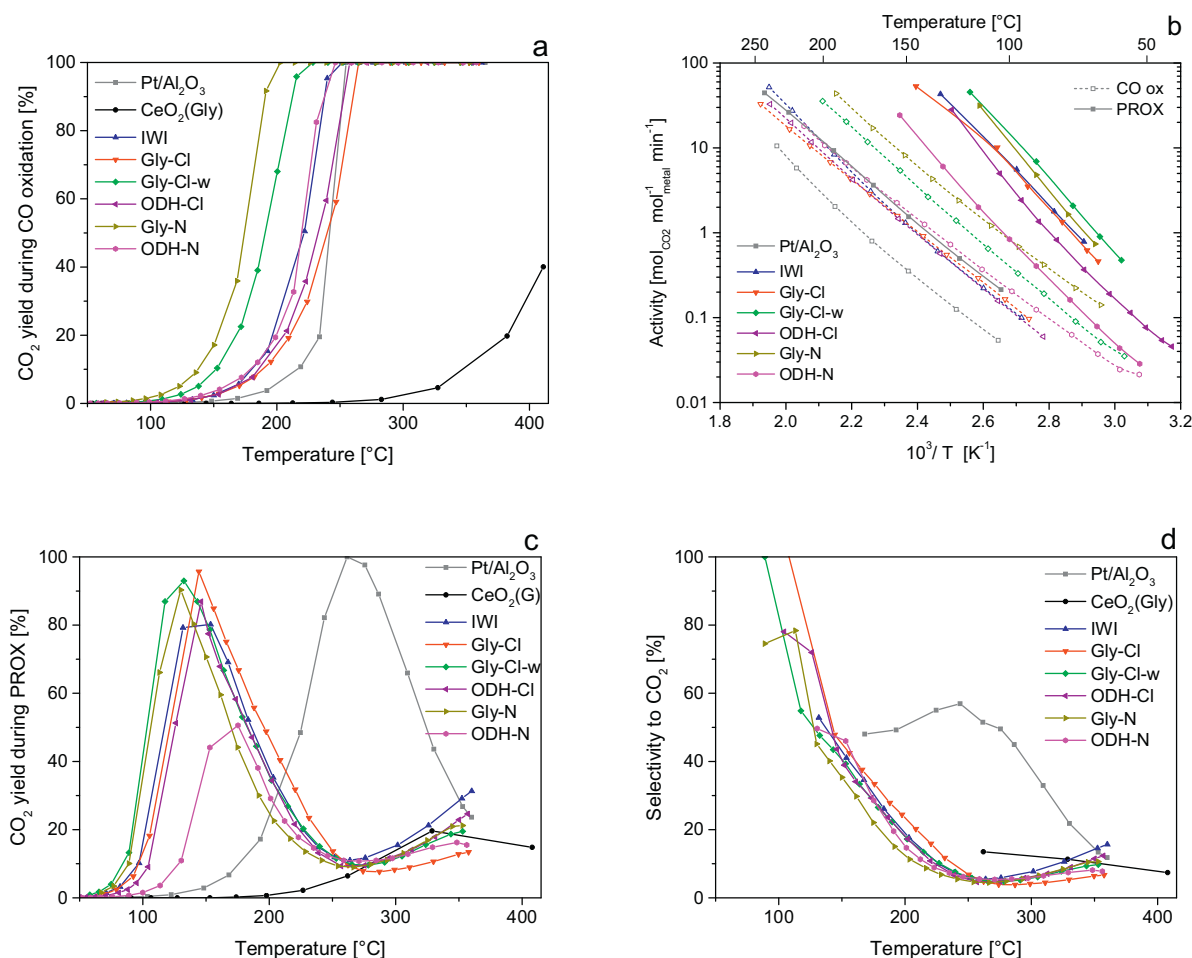 a
CO₂ yield during CO oxidation [%]
100
80
60
40
20
0
Pt/Al₂O₃
CeO₂(Gly)
IWI
Gly-Cl
Gly-Cl-w
ODH-Cl
Gly-N
ODH-N
100 200 300 400
Temperature [°C]
b
Temperature [°C]
250 200 150 100 50
Activity [mol_CO2 mol⁻¹_metal min⁻¹]
100
10
1
0.1
0.01
CO ox
PROX
Pt/Al₂O₃
IWI
Gly-Cl
Gly-Cl-w
ODH-Cl
Gly-N
ODH-N
2.0 2.2 2.4 2.6 2.8 3.0 3.2
10³/ T [K⁻¹]
c
CO₂ yield during PROX [%]
100
80
60
40
20
0
Pt/Al₂O₃
CeO₂(G)
IWI
Gly-Cl
Gly-Cl-w
ODH-Cl
Gly-N
ODH-N
100 200 300 400
Temperature [°C]
d
Selectivity to CO₂ [%]
100
80
60
40
20
0
Pt/Al₂O₃
CeO₂(Gly)
IWI
Gly-Cl
Gly-Cl-w
ODH-Cl
Gly-N
ODH-N
100 200 300 400
Temperature [°C]